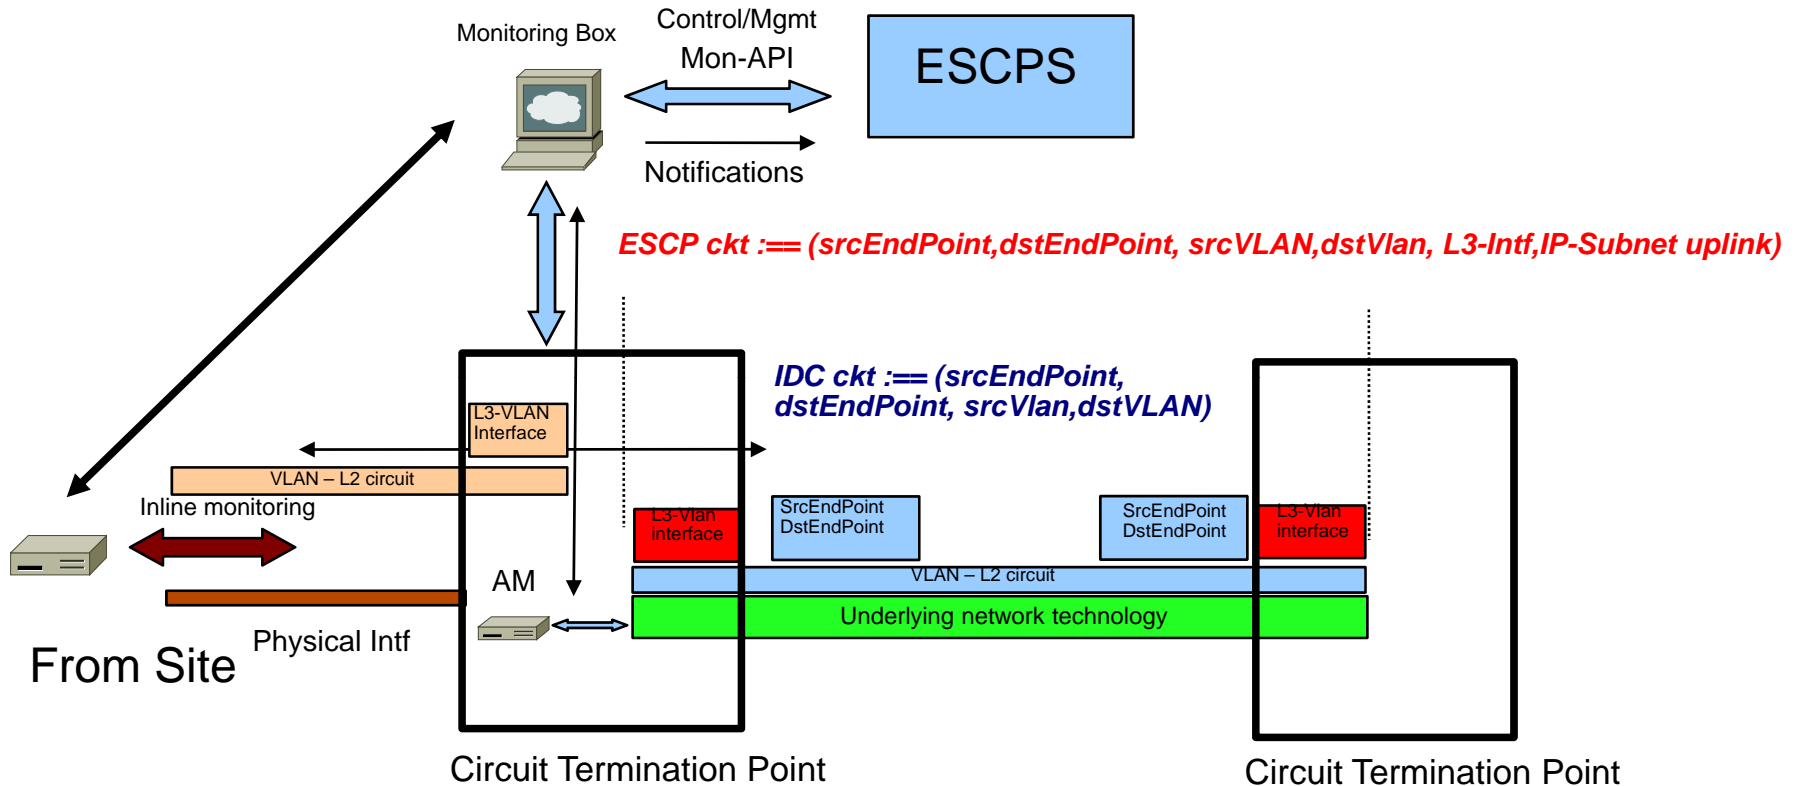 Control/Mgmt
Monitoring Box
Mon-API
ESCPS
Notifications
ESCP ckt :== (srcEndPoint,dstEndPoint, srcVLAN,dstVlan, L3-Intf,IP-Subnet uplink)
IDC ckt :== (srcEndPoint,
dstEndPoint, srcVlan,dstVLAN)
L3-VLAN
Interface
VLAN – L2 circuit
Inline monitoring
L3-Vlan
interface
SrcEndPoint
DstEndPoint
SrcEndPoint
DstEndPoint
L3-Vlan
interface
AM
VLAN – L2 circuit
Underlying network technology
Physical Intf
From Site
Circuit Termination Point
Circuit Termination Point